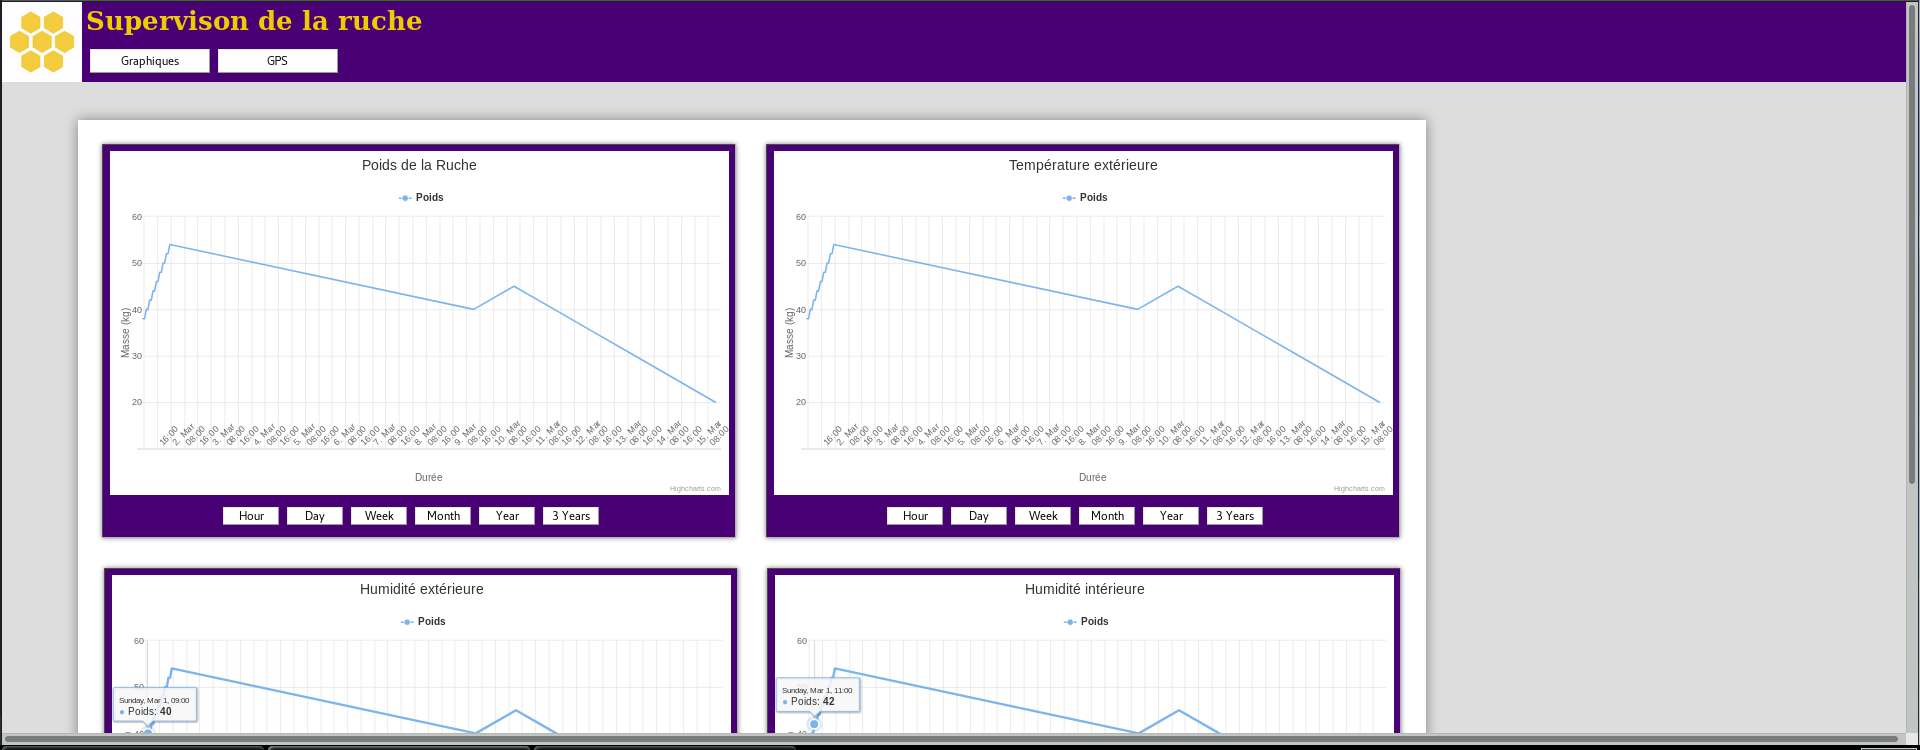 Supervison de la ruche
Graphiques GPS
Poids de la Ruche
Poids
60
50
40
30
20
Masse (kg)
16:00 2. Mar 08:00 16:00 3. Mar 08:00 16:00 4. Mar 08:00 16:00 5. Mar 08:00 16:00 6. Mar 08:00 16:00 7. Mar 08:00 16:00 8. Mar 08:00 16:00 9. Mar 08:00 16:00 10. Mar 08:00 16:00 11. Mar 08:00 16:00 12. Mar 08:00 16:00 13. Mar 08:00 16:00 14. Mar 08:00 16:00 15. Mar 08:00
Durée
Highcharts.com
Hour Day Week Month Year 3 Years
Température extérieure
Poids
60
50
40
30
20
Masse (kg)
16:00 2. Mar 08:00 16:00 3. Mar 08:00 16:00 4. Mar 08:00 16:00 5. Mar 08:00 16:00 6. Mar 08:00 16:00 7. Mar 08:00 16:00 8. Mar 08:00 16:00 9. Mar 08:00 16:00 10. Mar 08:00 16:00 11. Mar 08:00 16:00 12. Mar 08:00 16:00 13. Mar 08:00 16:00 14. Mar 08:00 16:00 15. Mar 08:00
Durée
Highcharts.com
Hour Day Week Month Year 3 Years
Humidité extérieure
Poids
60
50
Sunday, Mar 1, 09:00
Poids: 40
Humidité intérieure
Poids
60
Sunday, Mar 1, 11:00
Poids: 42